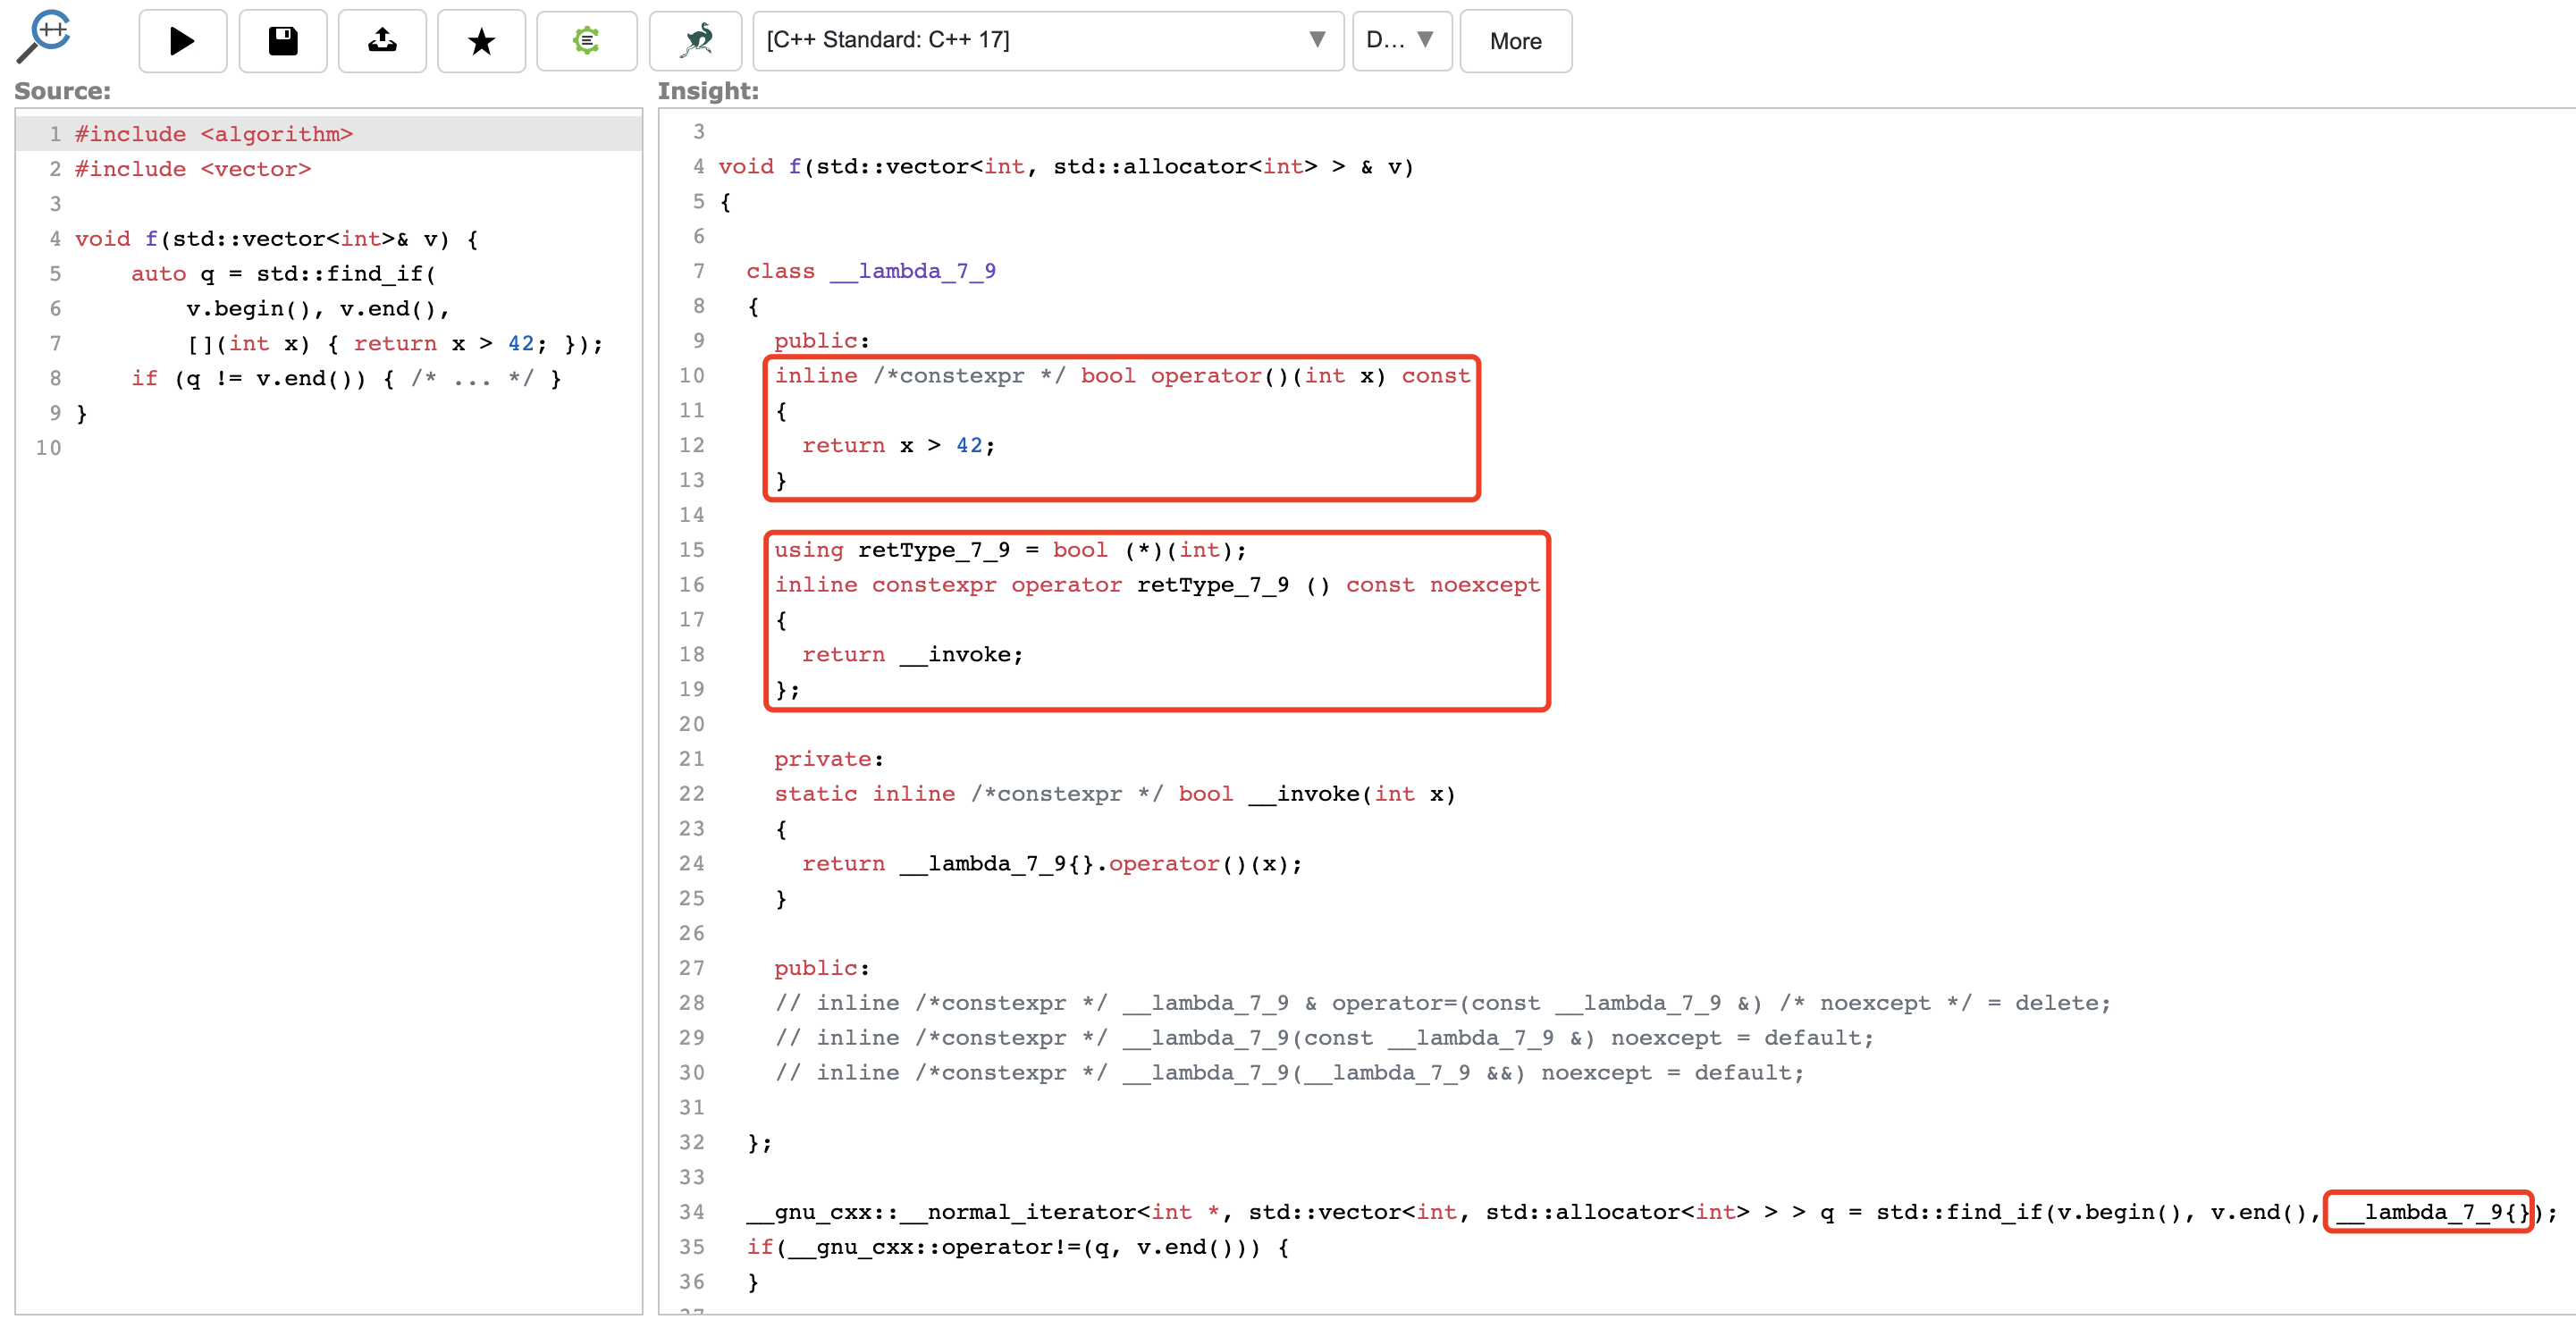 ++
[C++ Standard: C++ 17]
D...
More
Source:
1 #include <algorithm>
2 #include <vector>
3
4 void f(std::vector<int>& v) {
5     auto q = std::find_if(
6         v.begin(), v.end(),
7         [](int x) { return x > 42; });
8     if (q != v.end()) { /* ... */ }
9 }
10
Insight:
3
4 void f(std::vector<int, std::allocator<int> > & v)
5 {
6
7   class __lambda_7_9
8   {
9     public:
10     inline /*constexpr */ bool operator()(int x) const
11     {
12       return x > 42;
13     }
14
15     using retType_7_9 = bool (*)(int);
16     inline constexpr operator retType_7_9 () const noexcept
17     {
18       return __invoke;
19     };
20
21     private:
22     static inline /*constexpr */ bool __invoke(int x)
23     {
24       return __lambda_7_9{}.operator()(x);
25     }
26
27     public:
28     // inline /*constexpr */ __lambda_7_9 & operator=(const __lambda_7_9 &) /* noexcept */ = delete;
29     // inline /*constexpr */ __lambda_7_9(const __lambda_7_9 &) noexcept = default;
30     // inline /*constexpr */ __lambda_7_9(__lambda_7_9 &&) noexcept = default;
31
32   };
33
34   __gnu_cxx::__normal_iterator<int *, std::vector<int, std::allocator<int> > > q = std::find_if(v.begin(), v.end(), __lambda_7_9{});
35   if(__gnu_cxx::operator!=(q, v.end())) {
36   }